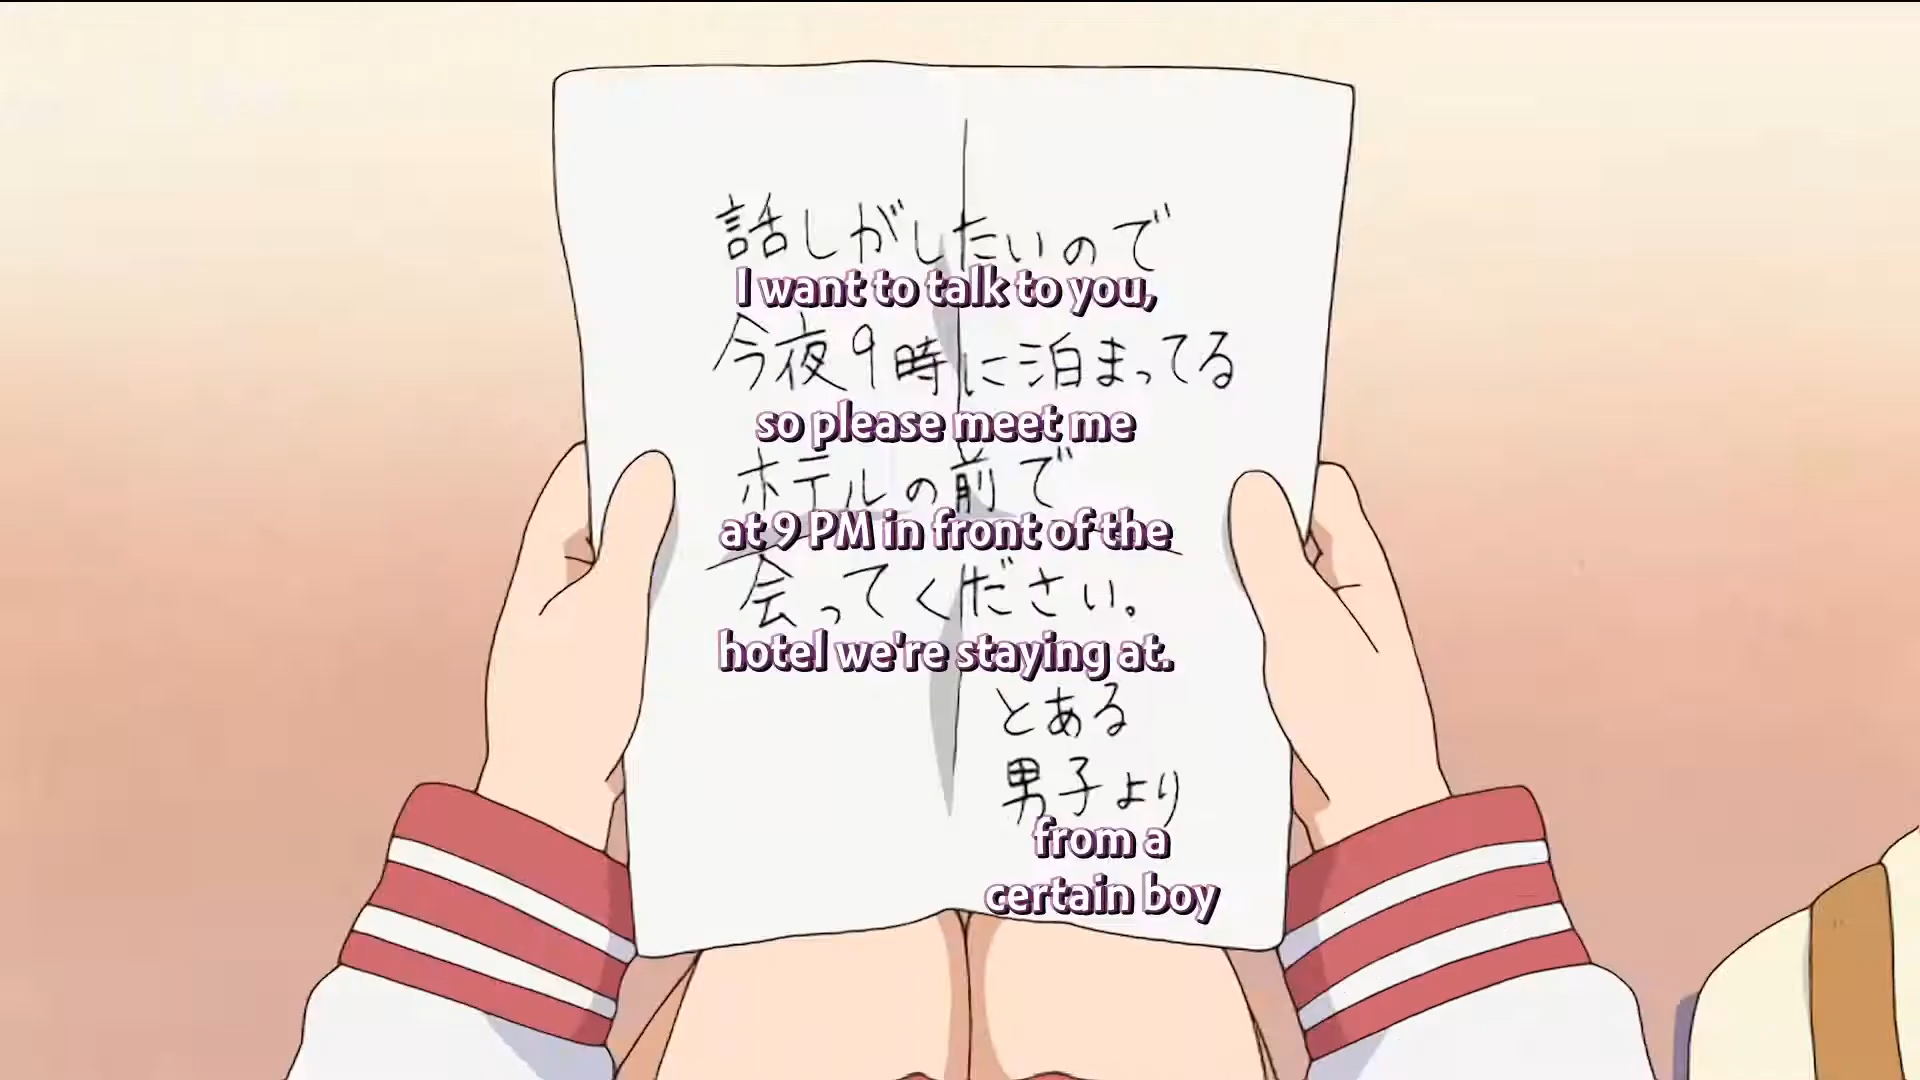 話しがしたいので
I want to talk to you,
今夜9時に泊まってる
so please meet me
ホテルの前で
at 9 PM in front of the
会ってください。
hotel we're staying at.
とある
男子より
from a
certain boy